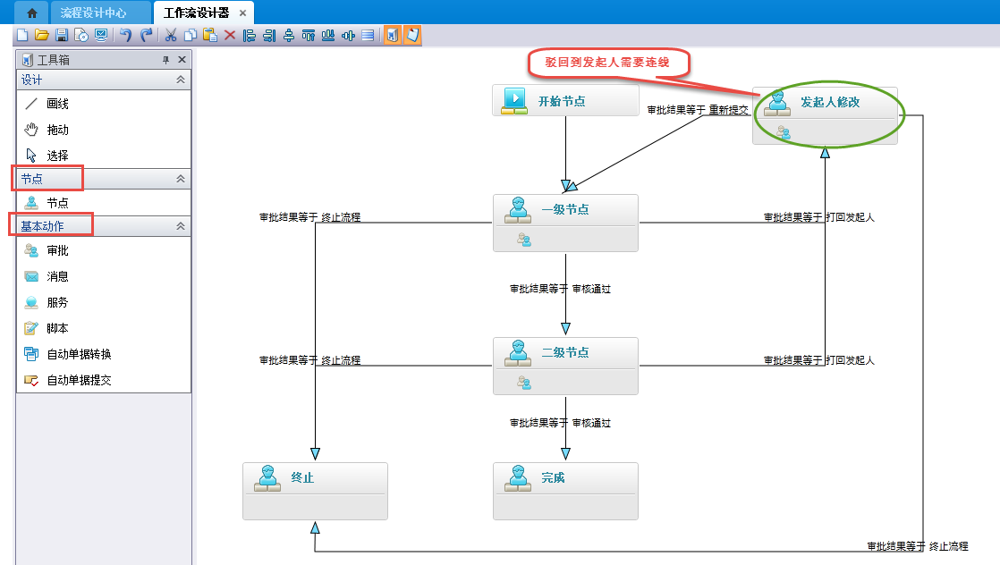 流程设计中心
工作流设计器
工具箱
设计
画线
拖动
选择
节点
节点
基本动作
审批
消息
服务
脚本
自动单据转换
自动单据提交
驳回到发起人需要连线
开始节点
审批结果等于 重新提交
发起人修改
一级节点
审批结果等于 终止流程
审批结果等于 打回发起人
审批结果等于 审核通过
二级节点
审批结果等于 终止流程
审批结果等于 打回发起人
审批结果等于 审核通过
终止
完成
审批结果等于 终止流程